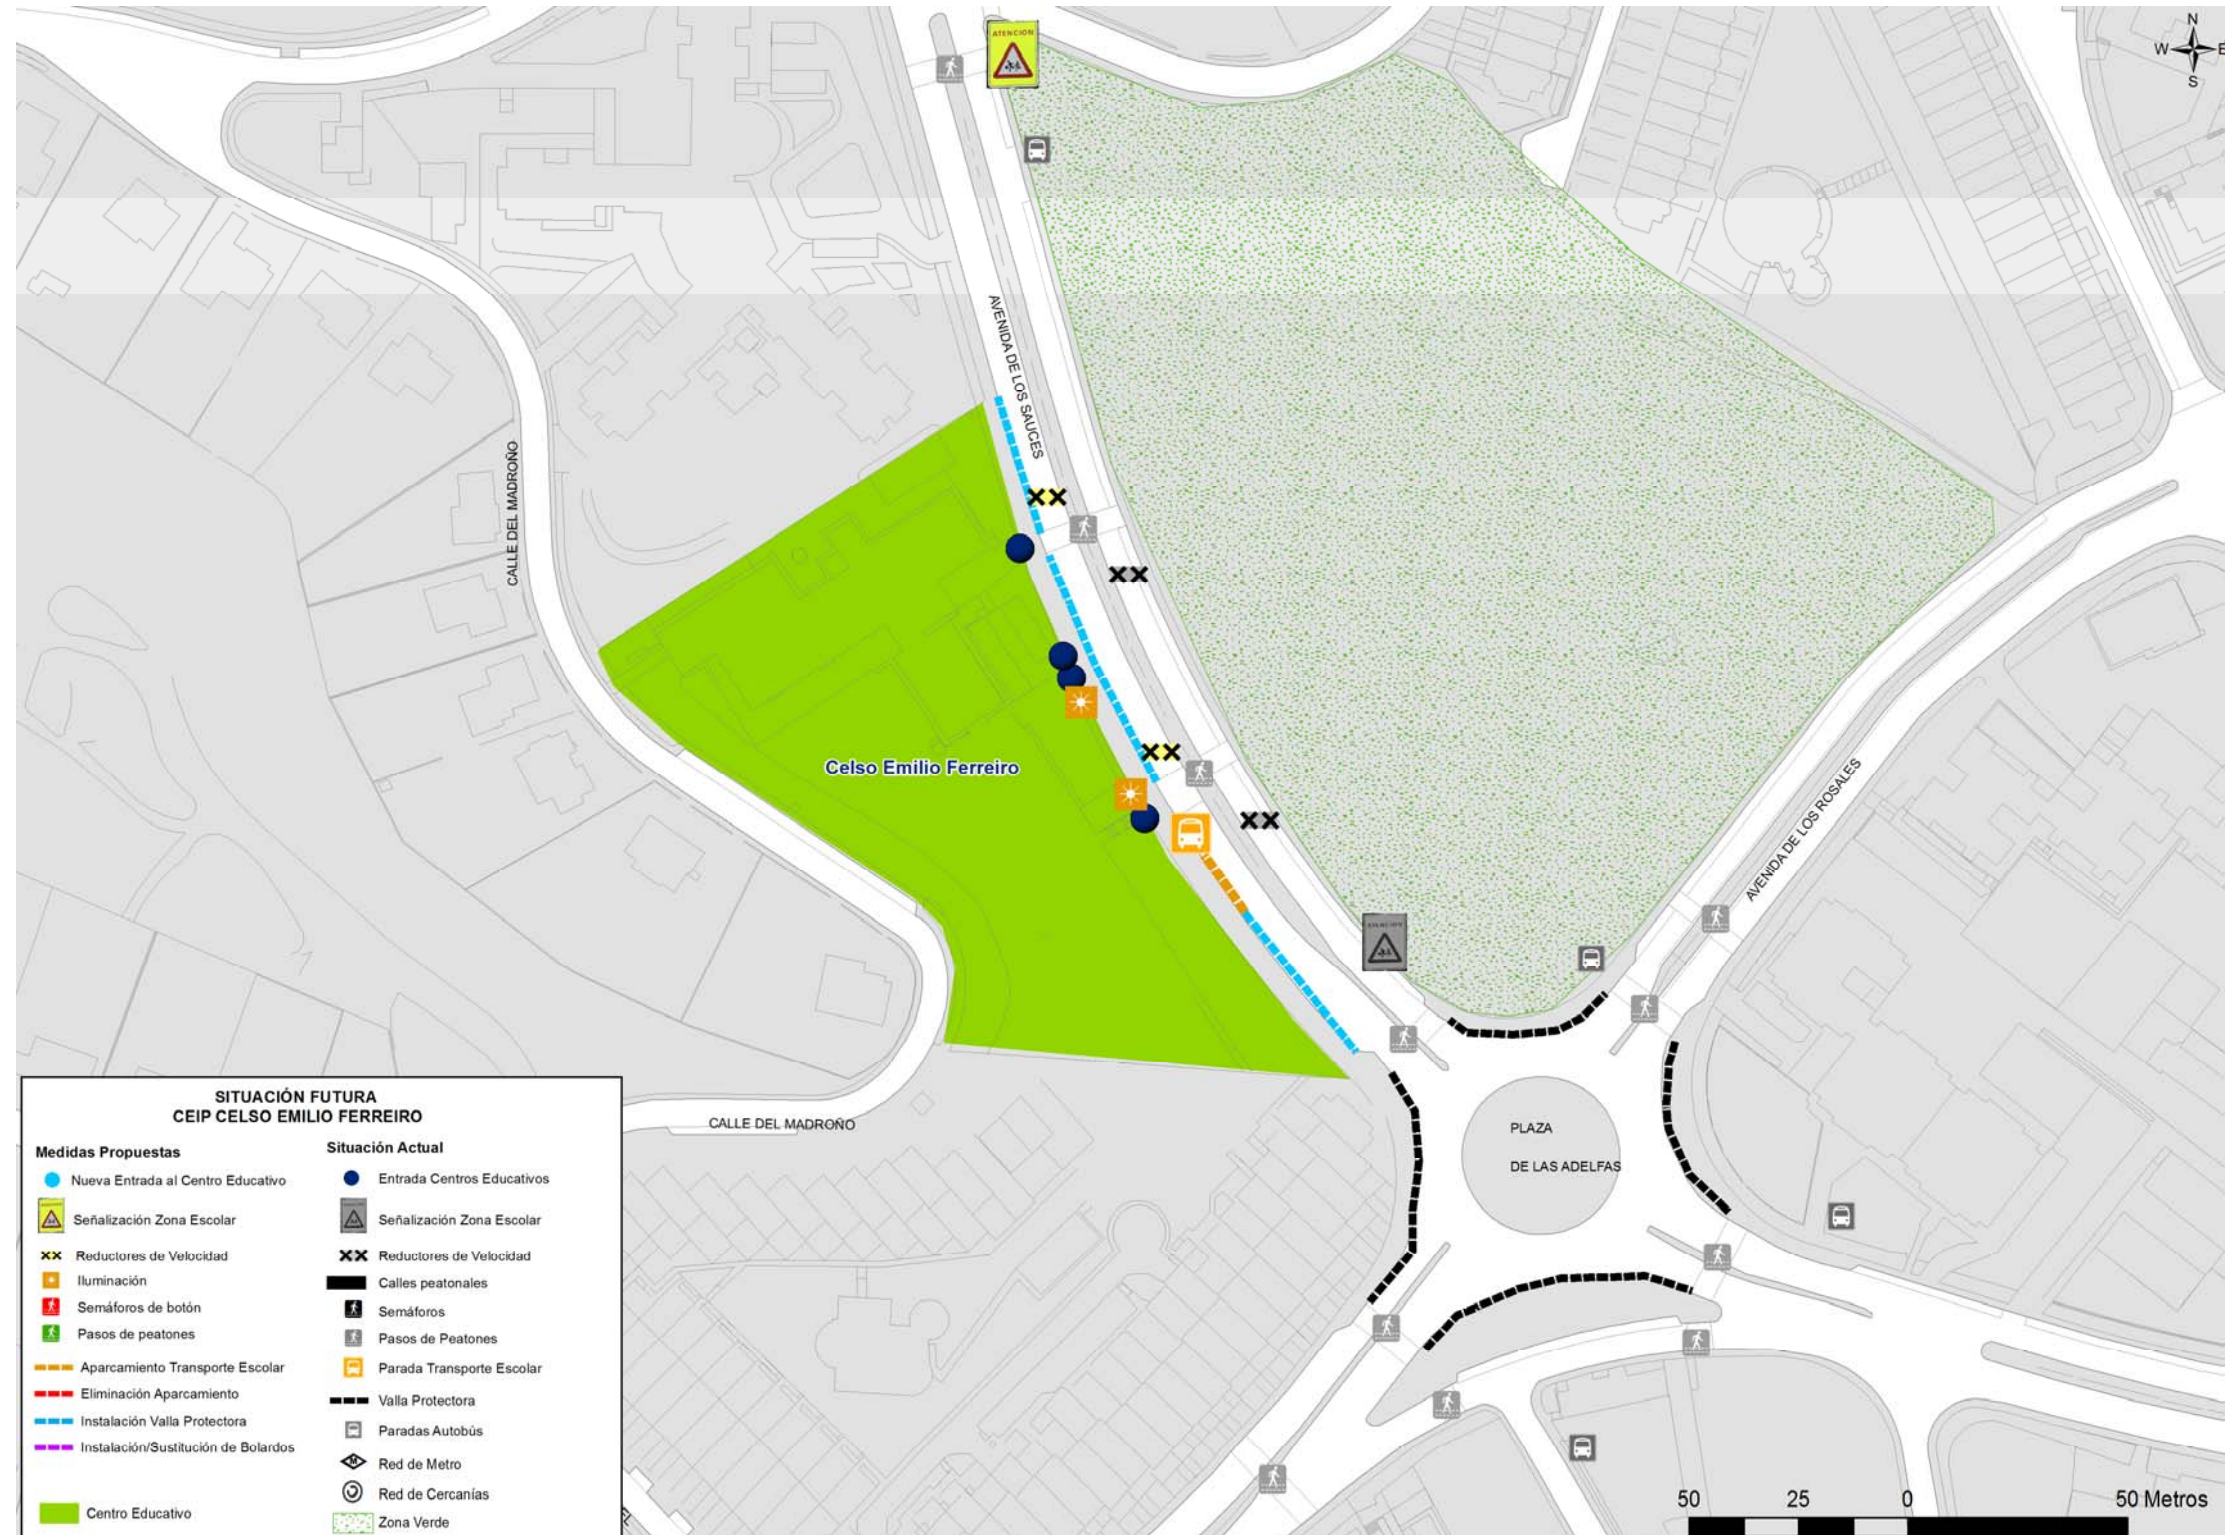 ATENCION
N
W
E
S
AVENIDA DE LOS SAUCES
CALLE DEL MADROÑO
Celso Emilio Ferreiro
AVENIDA DE LOS ROSALES
ATENCION
CALLE DEL MADROÑO
PLAZA
DE LAS ADELFAS
SITUACIÓN FUTURA
CEIP CELSO EMILIO FERREIRO
Medidas Propuestas
Nueva Entrada al Centro Educativo
Señalización Zona Escolar
Reductores de Velocidad
Iluminación
Semáforos de botón
Pasos de peatones
Aparcamiento Transporte Escolar
Eliminación Aparcamiento
Instalación Valla Protectora
Instalación/Sustitución de Bolardos
Centro Educativo
Situación Actual
Entrada Centros Educativos
Señalización Zona Escolar
Reductores de Velocidad
Calles peatonales
Semáforos
Pasos de Peatones
Parada Transporte Escolar
Valla Protectora
Paradas Autobús
Red de Metro
Red de Cercanías
Zona Verde
50 25 0 50 Metros